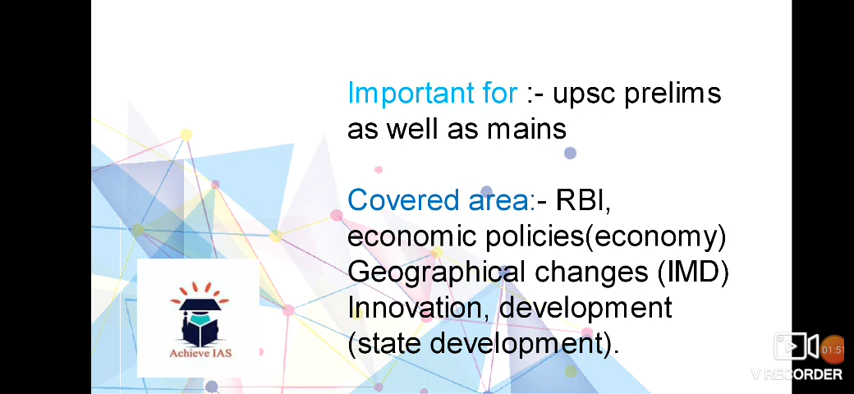 Important for :- upsc prelims
as well as mains
Covered area:- RBI,
economic policies(economy)
Geographical changes (IMD)
Innovation, development
(state development).
Achieve IAS
01:51
V RECORDER